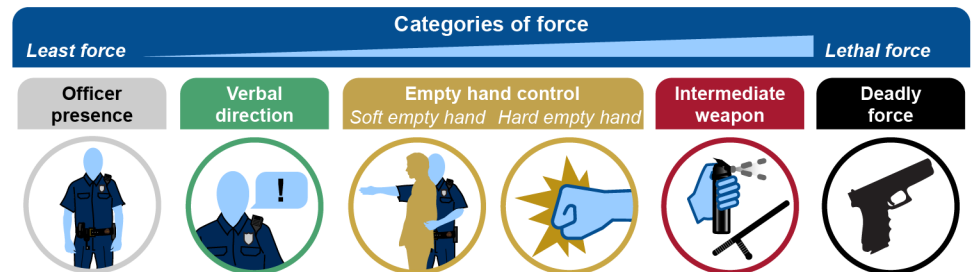 Categories of force
Least force
Lethal force
Officer
presence
Verbal
direction
Empty hand control
Soft empty hand
Hard empty hand
Intermediate
weapon
Deadly
force
!